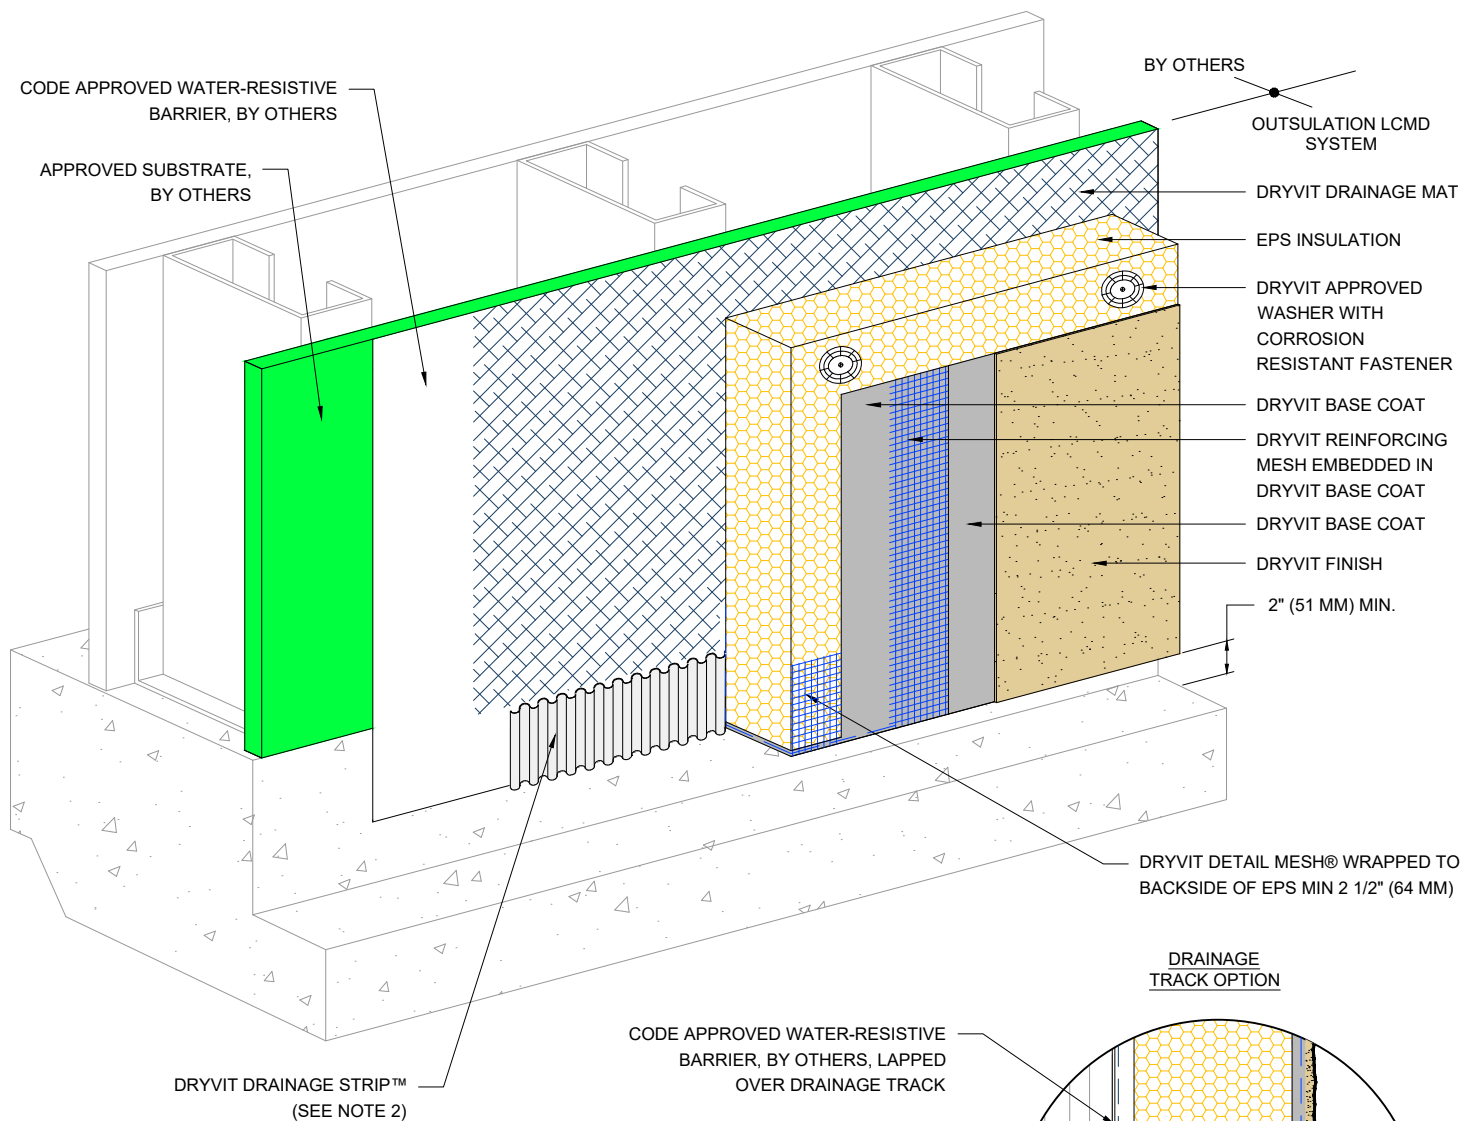 CODE APPROVED WATER-RESISTIVE
BARRIER, BY OTHERS
APPROVED SUBSTRATE,
BY OTHERS
BY OTHERS
OUTSULATION LCMD
SYSTEM
DRYVIT DRAINAGE MAT
EPS INSULATION
DRYVIT APPROVED
WASHER WITH
CORROSION
RESISTANT FASTENER
DRYVIT BASE COAT
DRYVIT REINFORCING
MESH EMBEDDED IN
DRYVIT BASE COAT
DRYVIT BASE COAT
DRYVIT FINISH
2" (51 MM) MIN.
DRYVIT DETAIL MESH® WRAPPED TO
BACKSIDE OF EPS MIN 2 1/2" (64 MM)
DRAINAGE
TRACK OPTION
CODE APPROVED WATER-RESISTIVE
BARRIER, BY OTHERS, LAPPED
OVER DRAINAGE TRACK
DRYVIT DRAINAGE STRIP™
(SEE NOTE 2)